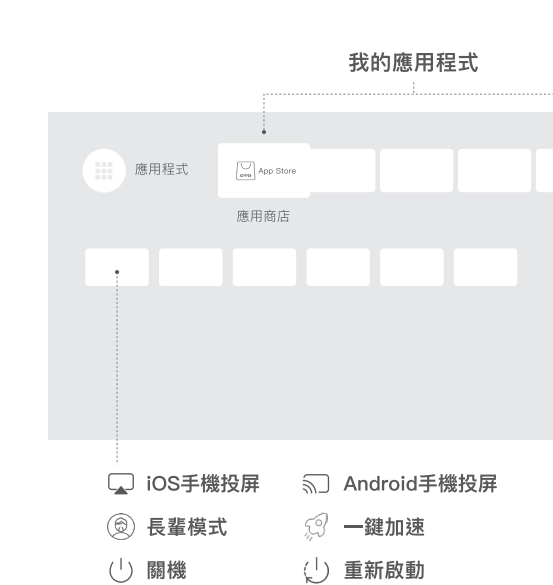 我的應用程式
應用程式
OVO App Store
應用商店
iOS手機投屏 Android手機投屏
長輩模式 一鍵加速
關機 重新啟動